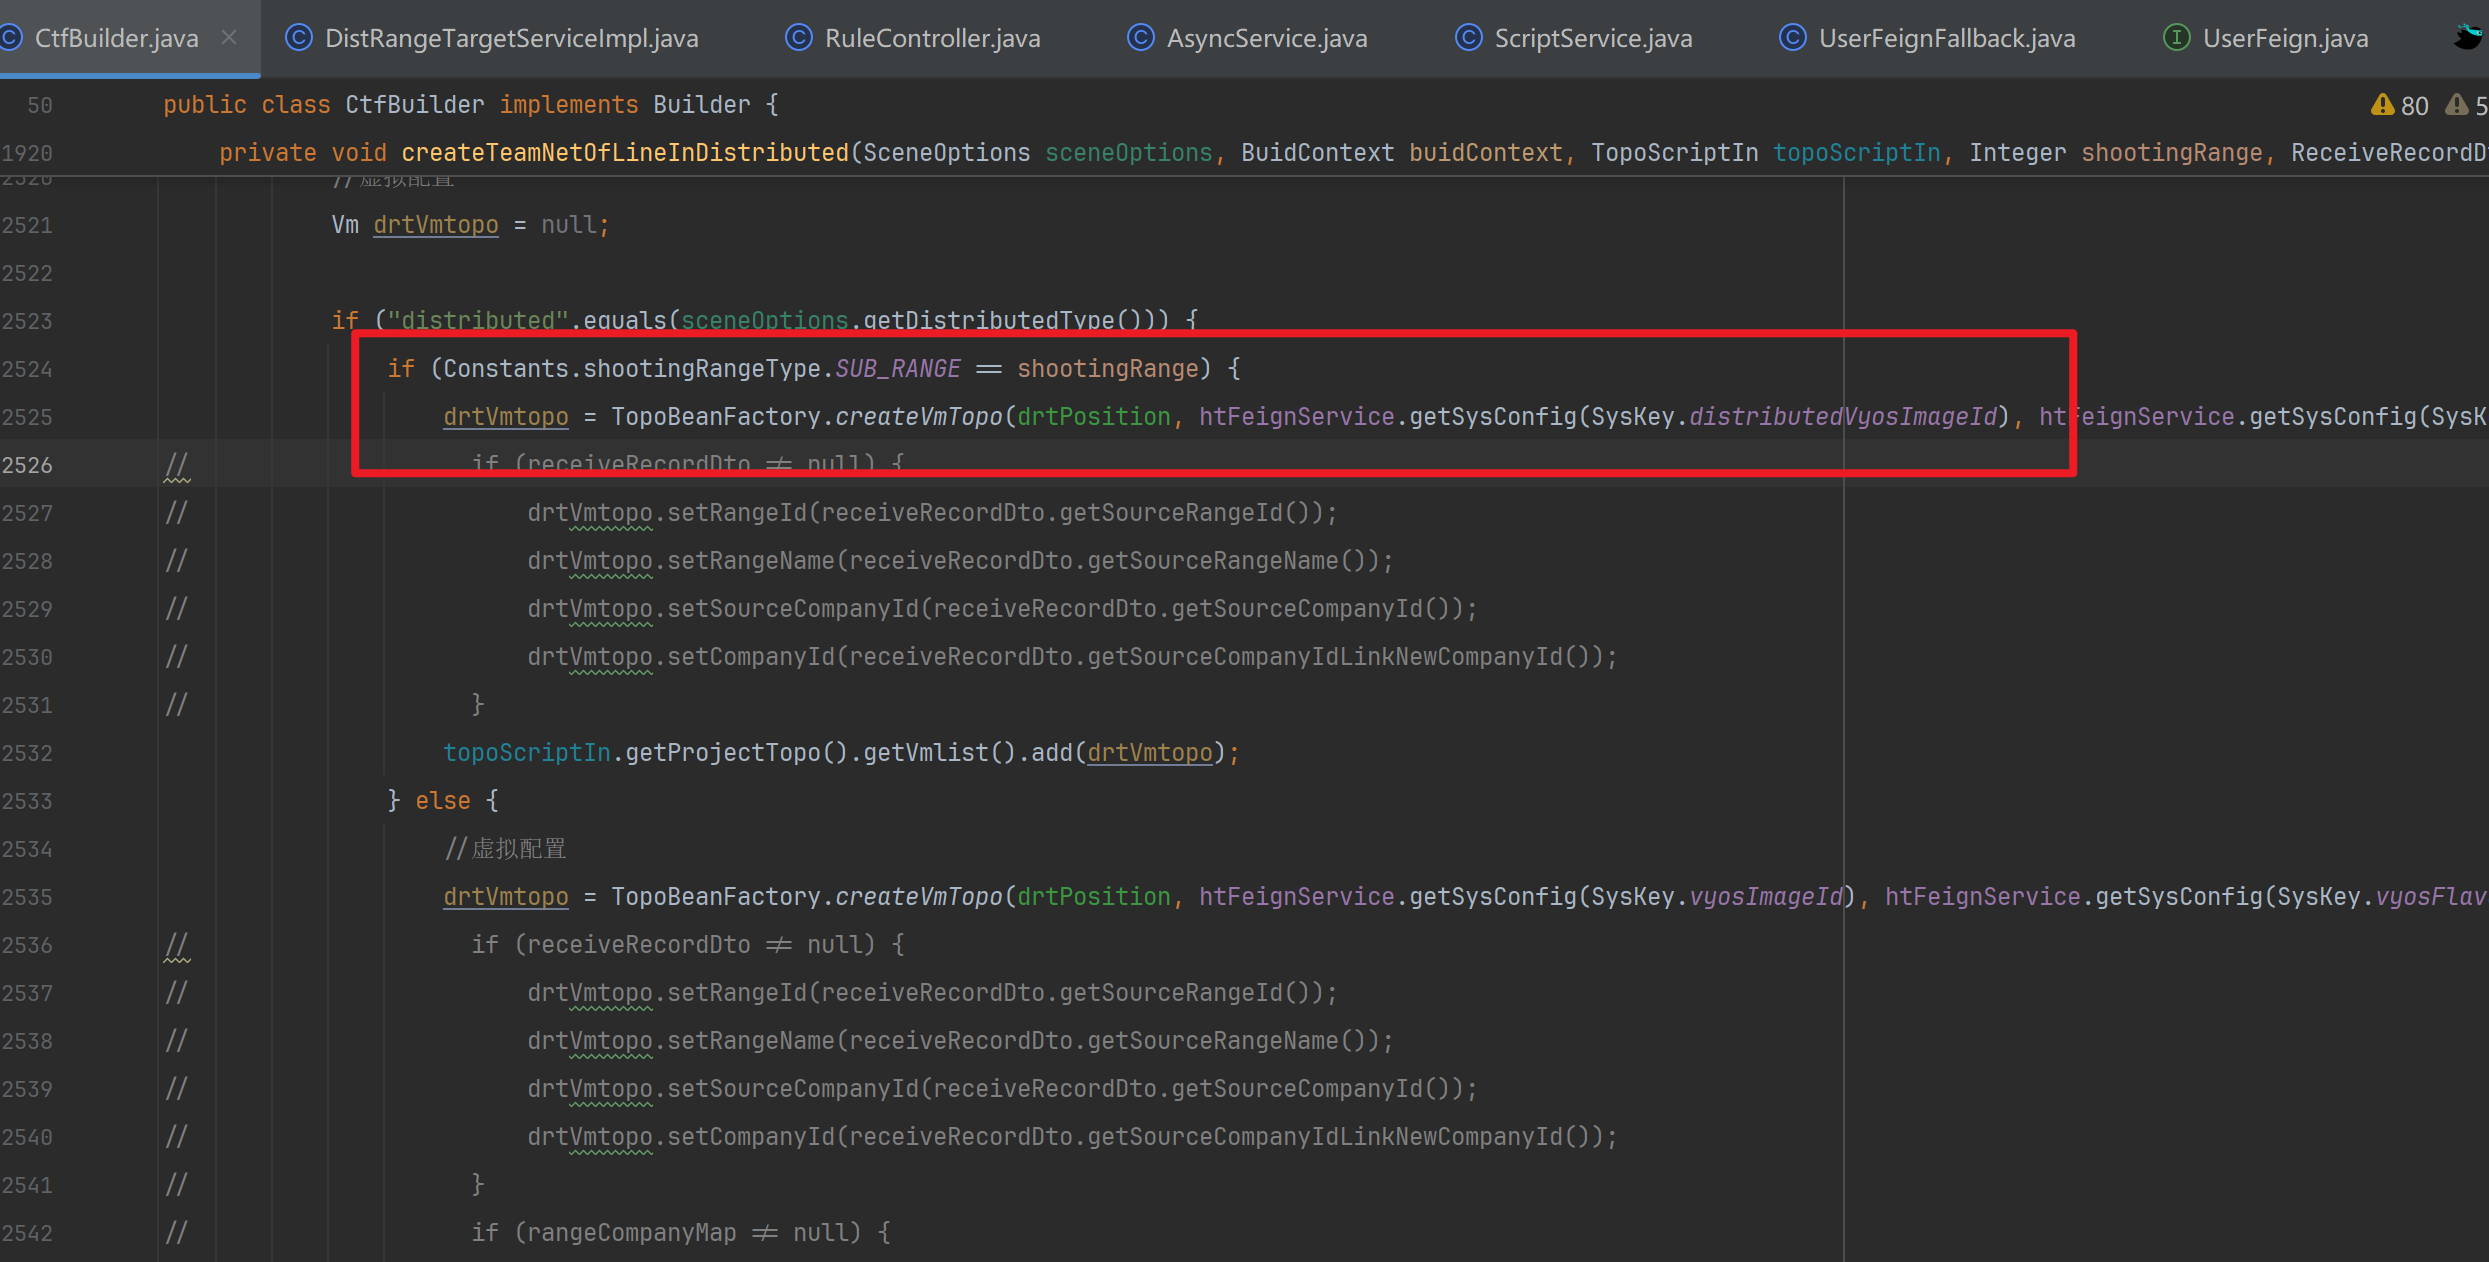 CtfBuilder.java × DistRangeTargetServiceImpl.java RuleController.java AsyncService.java ScriptService.java UserFeignFallback.java UserFeign.java
50 public class CtfBuilder implements Builder { 80 5
1920 private void createTeamNetOfLineInDistributed(SceneOptions sceneOptions, BuidContext buidContext, TopoScriptIn topoScriptIn, Integer shootingRange, ReceiveRecordD
2520 //虚拟配置
2521 Vm drtVmtopo = null;
2522
2523 if ("distributed".equals(sceneOptions.getDistributedType())) {
2524 if (Constants.shootingRangeType.SUB_RANGE == shootingRange) {
2525 drtVmtopo = TopoBeanFactory.createVmTopo(drtPosition, htFeignService.getSysConfig(SysKey.distributedVyosImageId), htFeignService.getSysConfig(SysK
2526 // if (receiveRecordDto != null) {
2527 // drtVmtopo.setRangeId(receiveRecordDto.getSourceRangeId());
2528 // drtVmtopo.setRangeName(receiveRecordDto.getSourceRangeName());
2529 // drtVmtopo.setSourceCompanyId(receiveRecordDto.getSourceCompanyId());
2530 // drtVmtopo.setCompanyId(receiveRecordDto.getSourceCompanyIdLinkNewCompanyId());
2531 // }
2532 topoScriptIn.getProjectTopo().getVmlist().add(drtVmtopo);
2533 } else {
2534 //虚拟配置
2535 drtVmtopo = TopoBeanFactory.createVmTopo(drtPosition, htFeignService.getSysConfig(SysKey.vyosImageId), htFeignService.getSysConfig(SysKey.vyosFlav
2536 // if (receiveRecordDto != null) {
2537 // drtVmtopo.setRangeId(receiveRecordDto.getSourceRangeId());
2538 // drtVmtopo.setRangeName(receiveRecordDto.getSourceRangeName());
2539 // drtVmtopo.setSourceCompanyId(receiveRecordDto.getSourceCompanyId());
2540 // drtVmtopo.setCompanyId(receiveRecordDto.getSourceCompanyIdLinkNewCompanyId());
2541 // }
2542 // if (rangeCompanyMap != null) {